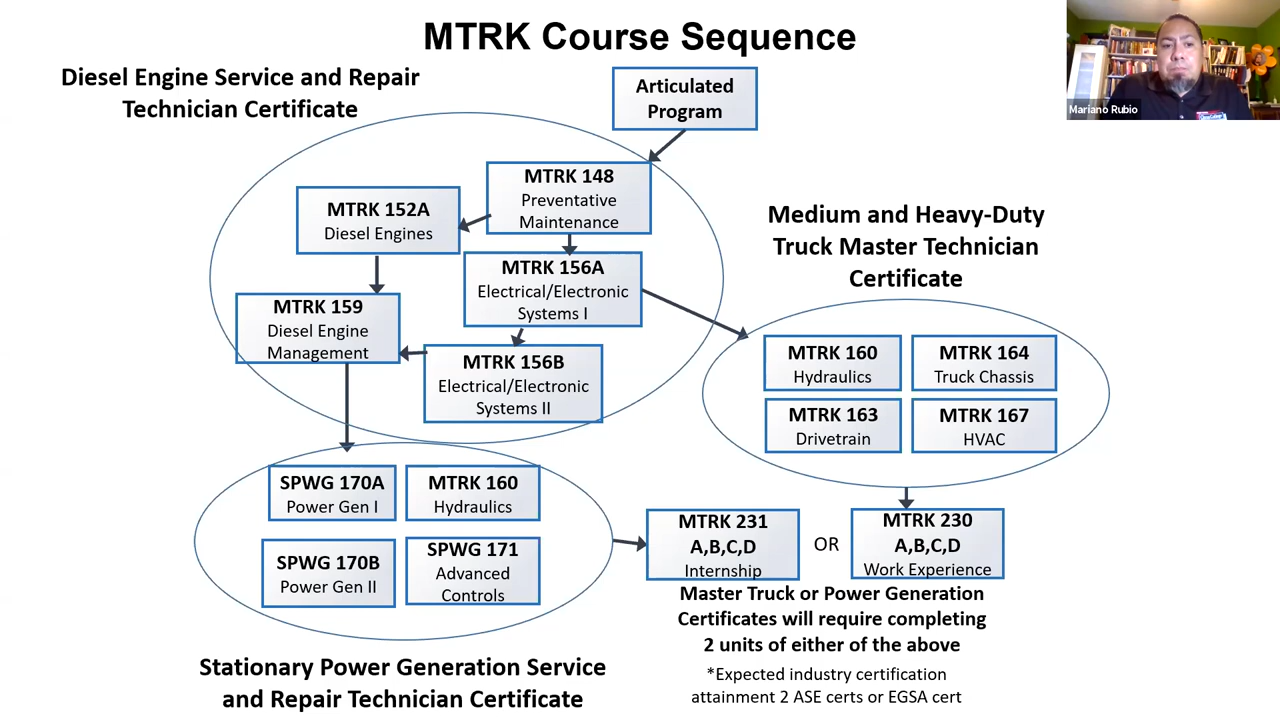 MTRK Course Sequence
Mariano Rubio
Diesel Engine Service and Repair
Technician Certificate
Articulated
Program
MTRK 148
Preventative
Maintenance
MTRK 152A
Diesel Engines
MTRK 156A
Electrical/Electronic
Systems I
MTRK 159
Diesel Engine
Management
MTRK 156B
Electrical/Electronic
Systems II
Medium and Heavy-Duty
Truck Master Technician
Certificate
MTRK 160
Hydraulics
MTRK 164
Truck Chassis
MTRK 163
Drivetrain
MTRK 167
HVAC
SPWG 170A
Power Gen I
MTRK 160
Hydraulics
SPWG 170B
Power Gen II
SPWG 171
Advanced
Controls
MTRK 231
A,B,C,D
Internship
OR
MTRK 230
A,B,C,D
Work Experience
Master Truck or Power Generation
Certificates will require completing
2 units of either of the above
*Expected industry certification
attainment 2 ASE certs or EGSA cert
Stationary Power Generation Service
and Repair Technician Certificate